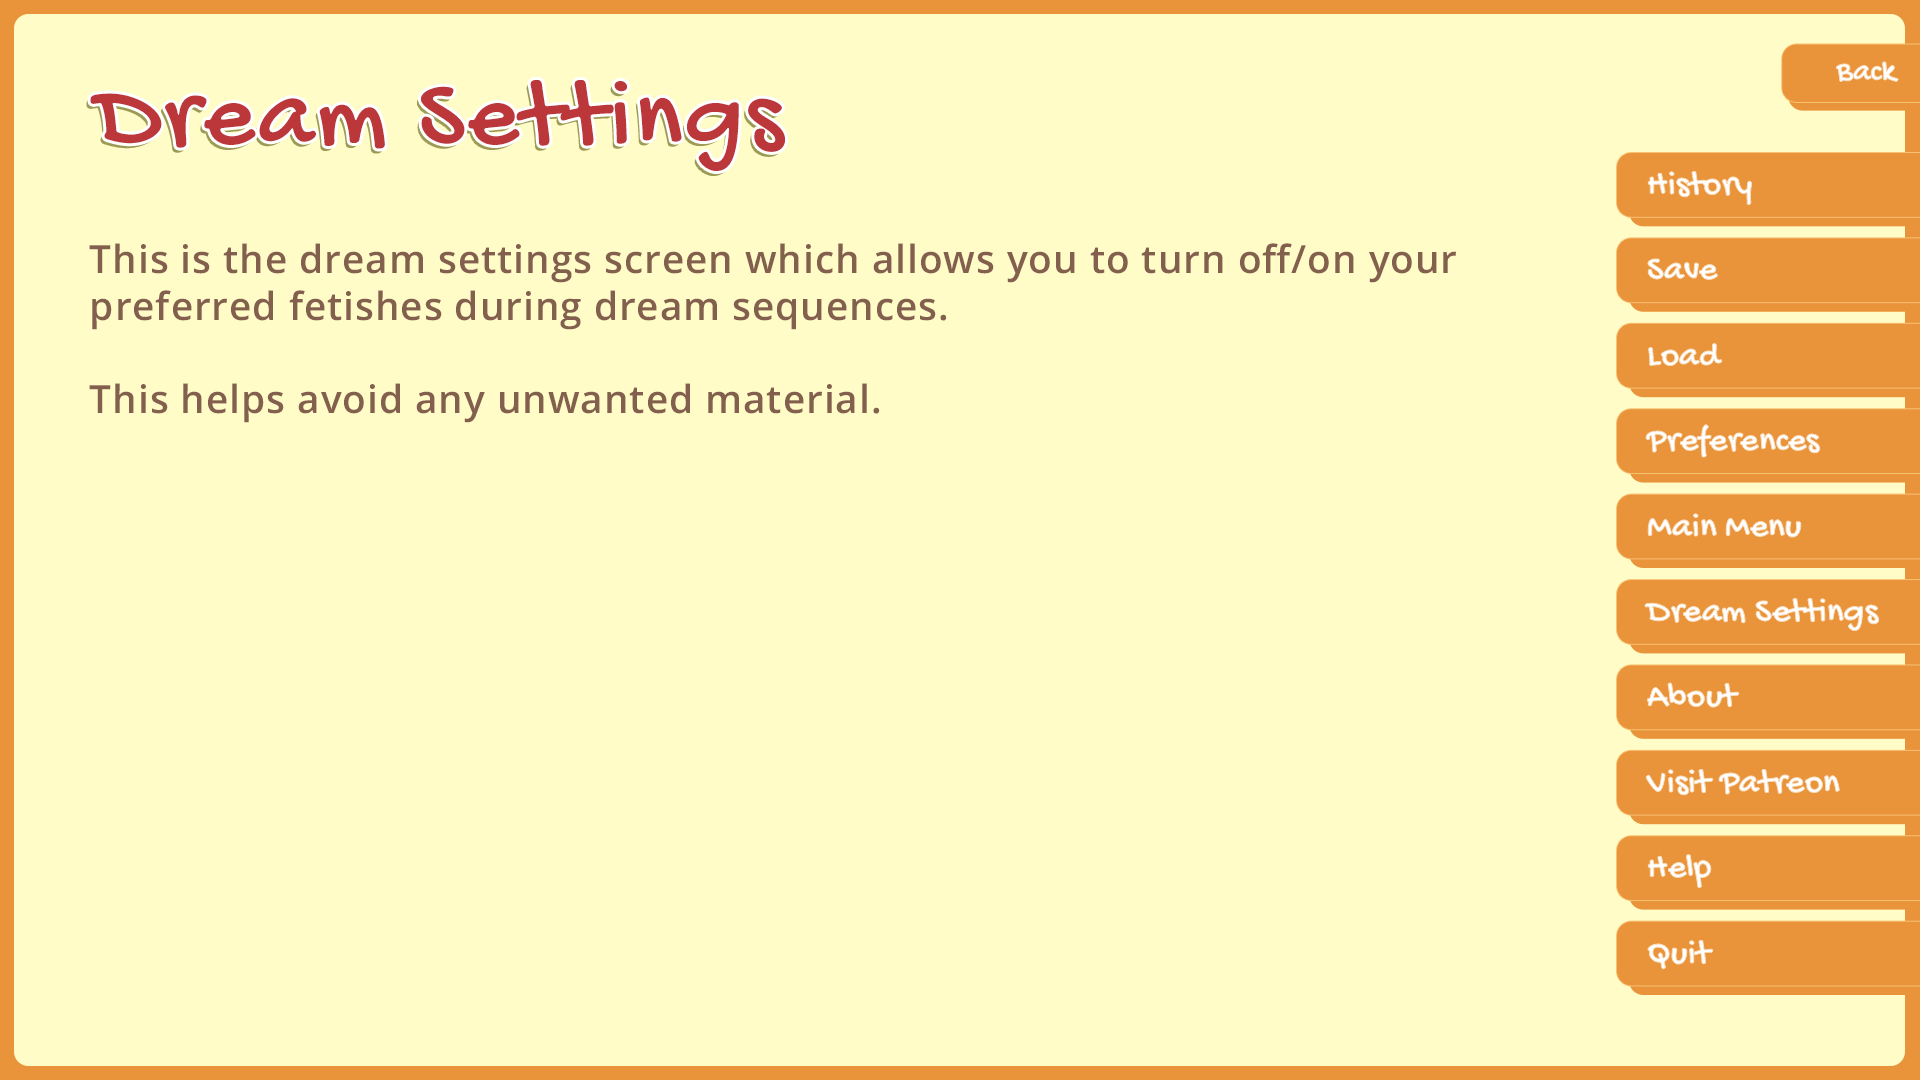 Dream Settings
This is the dream settings screen which allows you to turn off/on your
preferred fetishes during dream sequences.
This helps avoid any unwanted material.
Back
History
Save
Load
Preferences
Main Menu
Dream Settings
About
Visit Patreon
Help
Quit